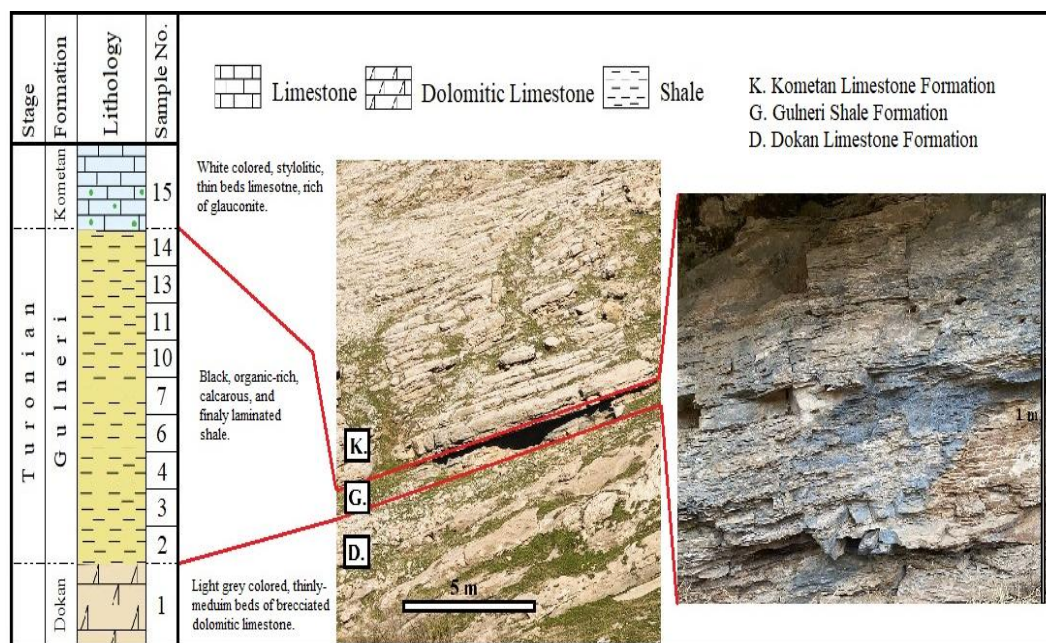 Stage
Formation
Lithology
Sample No.
Limestone
Dolomitic Limestone
Shale
K. Kometan Limestone Formation
G. Gulneri Shale Formation
D. Dokan Limestone Formation
Turonian
Kometan
Gulneri
Dokan
15
14
13
11
10
7
6
4
3
2
1
White colored, stylolitic,
thin beds limesotne, rich
of glauconite.
Black, organic-rich,
calcarous, and
finaly laminated
shale.
Light grey colored, thinly-
meduim beds of brecciated
dolomitic limestone.
K.
G.
D.
5 m
1 m